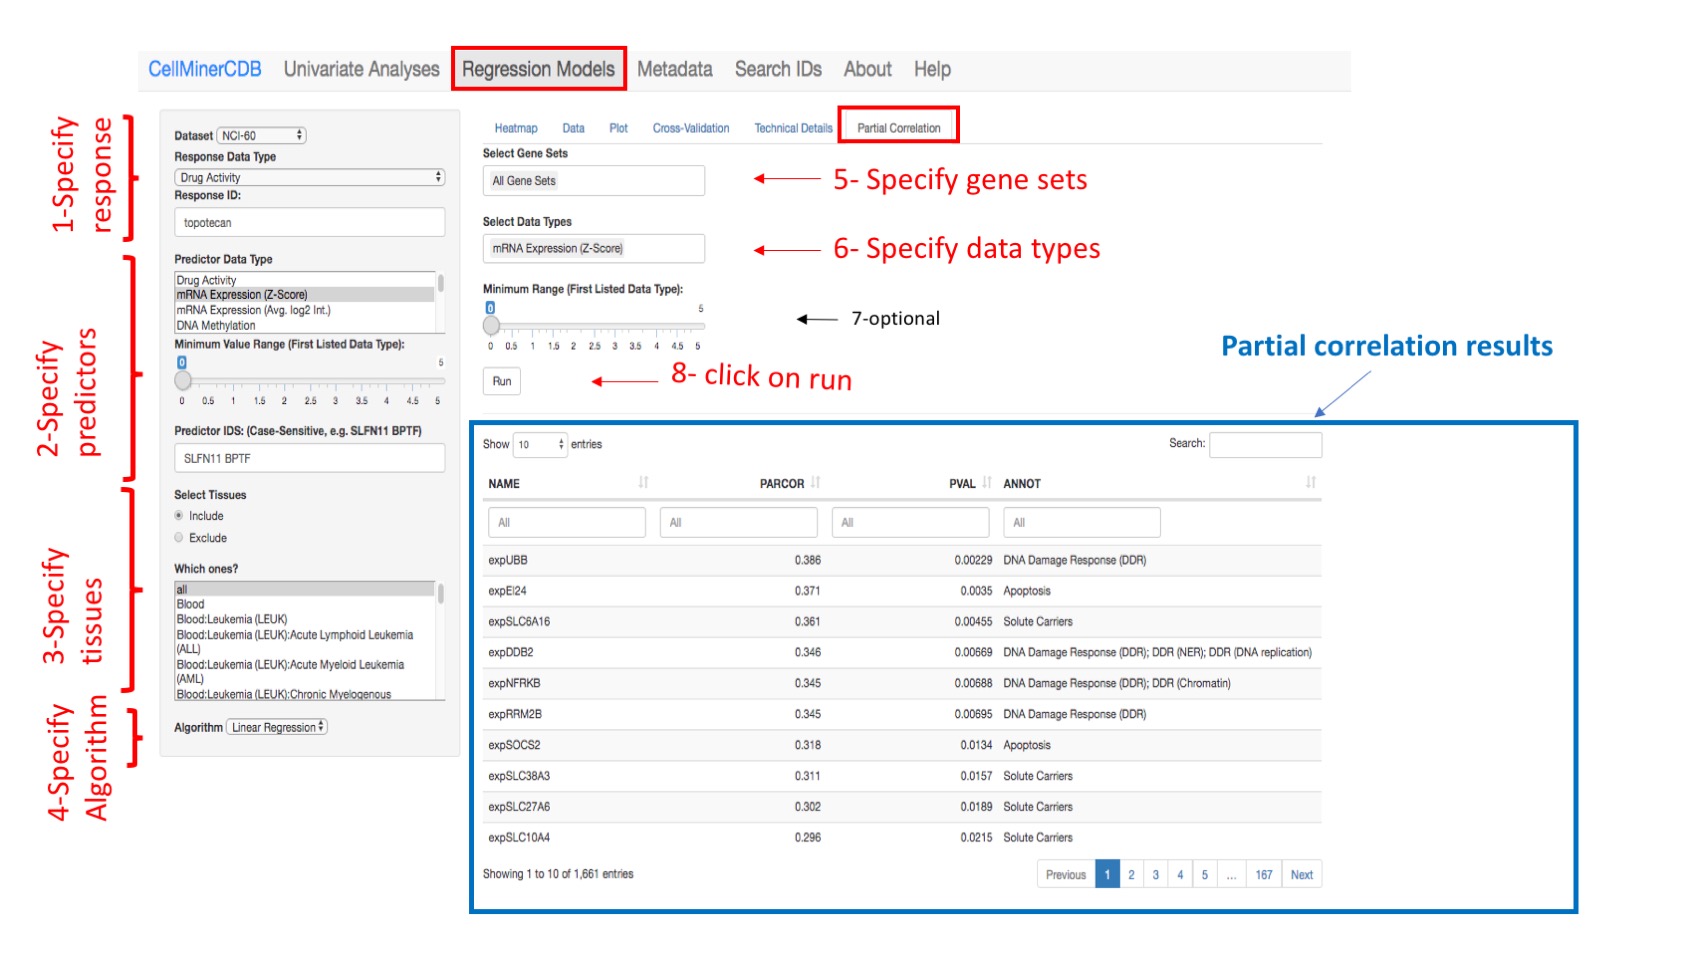 CellMinerCDB Univariate Analyses Regression Models Metadata Search IDs About Help
1-Specify
response
Dataset NCI-60
Response Data Type
Drug Activity
Response ID:
topotecan
2-Specify
predictors
Predictor Data Type
Drug Activity
mRNA Expression (Z-Score)
mRNA Expression (Avg. log2 Int.)
DNA Methylation
Minimum Value Range (First Listed Data Type):
0 5
0 0.5 1 1.5 2 2.5 3 3.5 4 4.5 5
Predictor IDS: (Case-Sensitive, e.g. SLFN11 BPTF)
SLFN11 BPTF
3-Specify
tissues
Select Tissues
Include
Exclude
Which ones?
all
Blood
Blood:Leukemia (LEUK)
Blood:Leukemia (LEUK):Acute Lymphoid Leukemia
(ALL)
Blood:Leukemia (LEUK):Acute Myeloid Leukemia
(AML)
Blood:Leukemia (LEUK):Chronic Myelogenous
4-Specify
Algorithm
Algorithm Linear Regression
Heatmap Data Plot Cross-Validation Technical Details Partial Correlation
Select Gene Sets
All Gene Sets
5- Specify gene sets
Select Data Types
mRNA Expression (Z-Score)
6- Specify data types
Minimum Range (First Listed Data Type):
0 5
0 0.5 1 1.5 2 2.5 3 3.5 4 4.5 5
7-optional
Run
8- click on run
Partial correlation results
Show 10 entries Search:
NAME PARCOR PVAL ANNOT
All All All All
expUBB 0.386 0.00229 DNA Damage Response (DDR)
expEI24 0.371 0.0035 Apoptosis
expSLC6A16 0.361 0.00455 Solute Carriers
expDDB2 0.346 0.00669 DNA Damage Response (DDR); DDR (NER); DDR (DNA replication)
expNFRKB 0.345 0.00688 DNA Damage Response (DDR); DDR (Chromatin)
expRRM2B 0.345 0.00695 DNA Damage Response (DDR)
expSOCS2 0.318 0.0134 Apoptosis
expSLC38A3 0.311 0.0157 Solute Carriers
expSLC27A6 0.302 0.0189 Solute Carriers
expSLC10A4 0.296 0.0215 Solute Carriers
Showing 1 to 10 of 1,661 entries
Previous 1 2 3 4 5 ... 167 Next